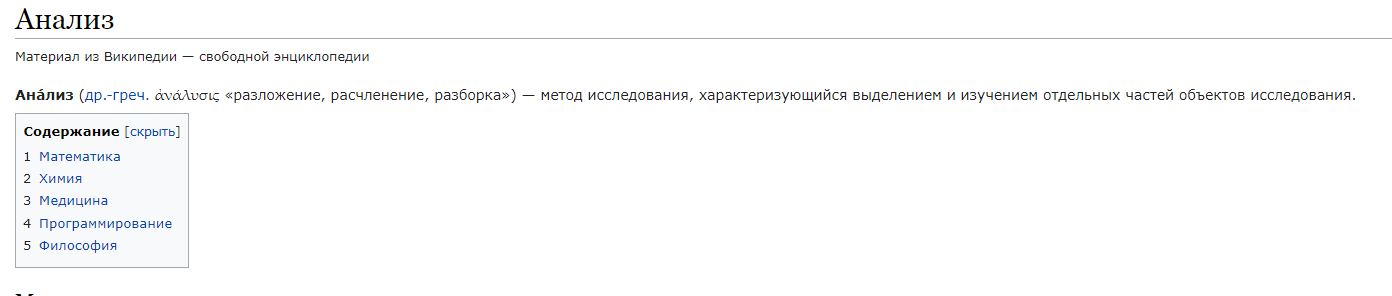 Анализ
Материал из Википедии — свободной энциклопедии
Ана́лиз (др.-греч. ἀνάλυσις «разложение, расчленение, разборка») — метод исследования, характеризующийся выделением и изучением отдельных частей объектов исследования.
Содержание [скрыть]
1 Математика
2 Химия
3 Медицина
4 Программирование
5 Философия